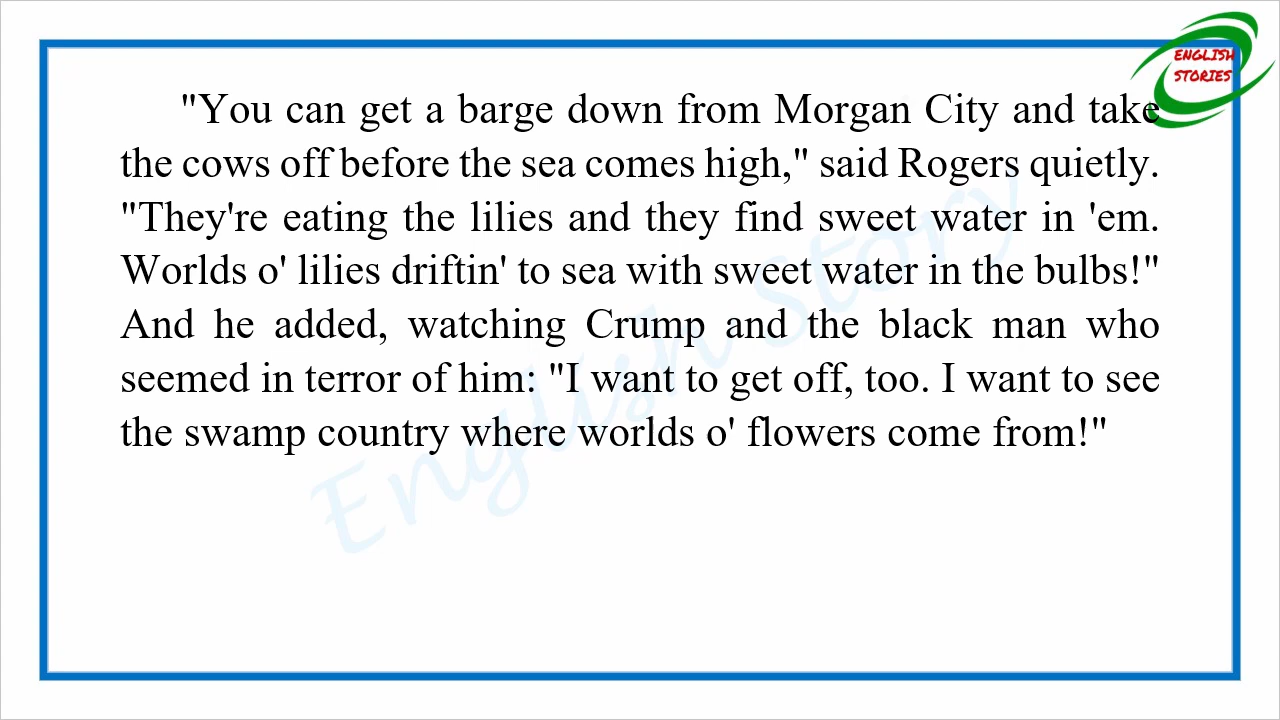 ENGLISH
STORIES
"You can get a barge down from Morgan City and take
the cows off before the sea comes high," said Rogers quietly.
"They're eating the lilies and they find sweet water in 'em.
Worlds o' lilies driftin' to sea with sweet water in the bulbs!"
And he added, watching Crump and the black man who
seemed in terror of him: "I want to get off, too. I want to see
the swamp country where worlds o' flowers come from!"
English Story